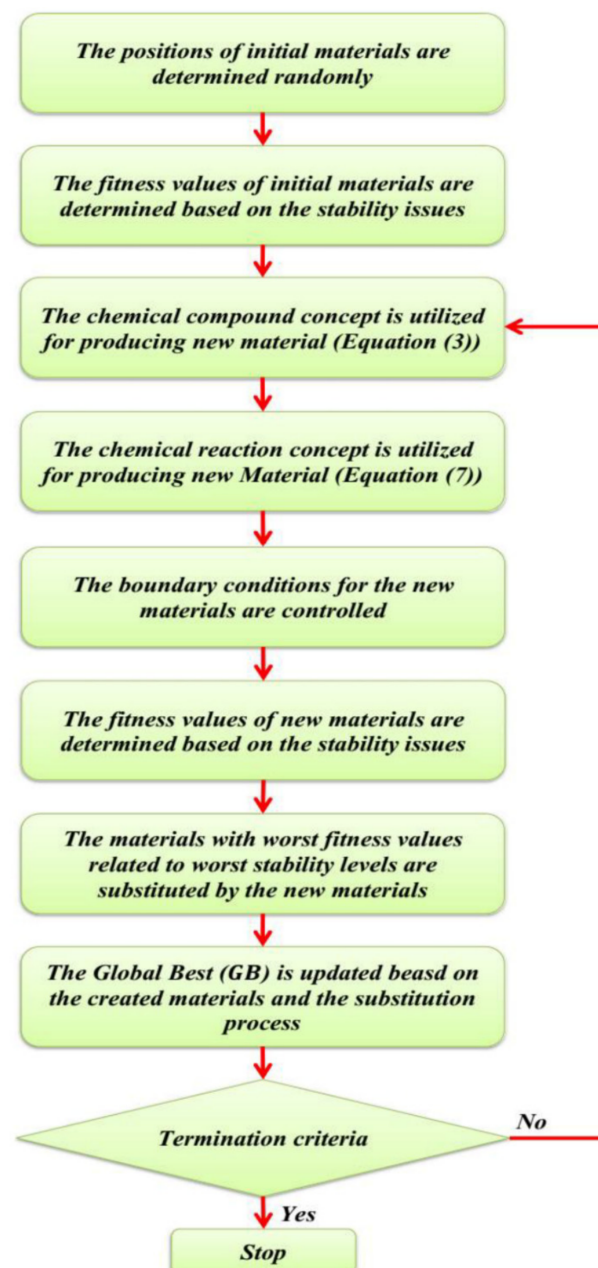 The positions of initial materials are
determined randomly
The fitness values of initial materials are
determined based on the stability issues
The chemical compound concept is utilized
for producing new material (Equation (3))
The chemical reaction concept is utilized
for producing new Material (Equation (7))
The boundary conditions for the new
materials are controlled
The fitness values of new materials are
determined based on the stability issues
The materials with worst fitness values
related to worst stability levels are
substituted by the new materials
The Global Best (GB) is updated beasd on
the created materials and the substitution
process
Termination criteria
No
Yes
Stop